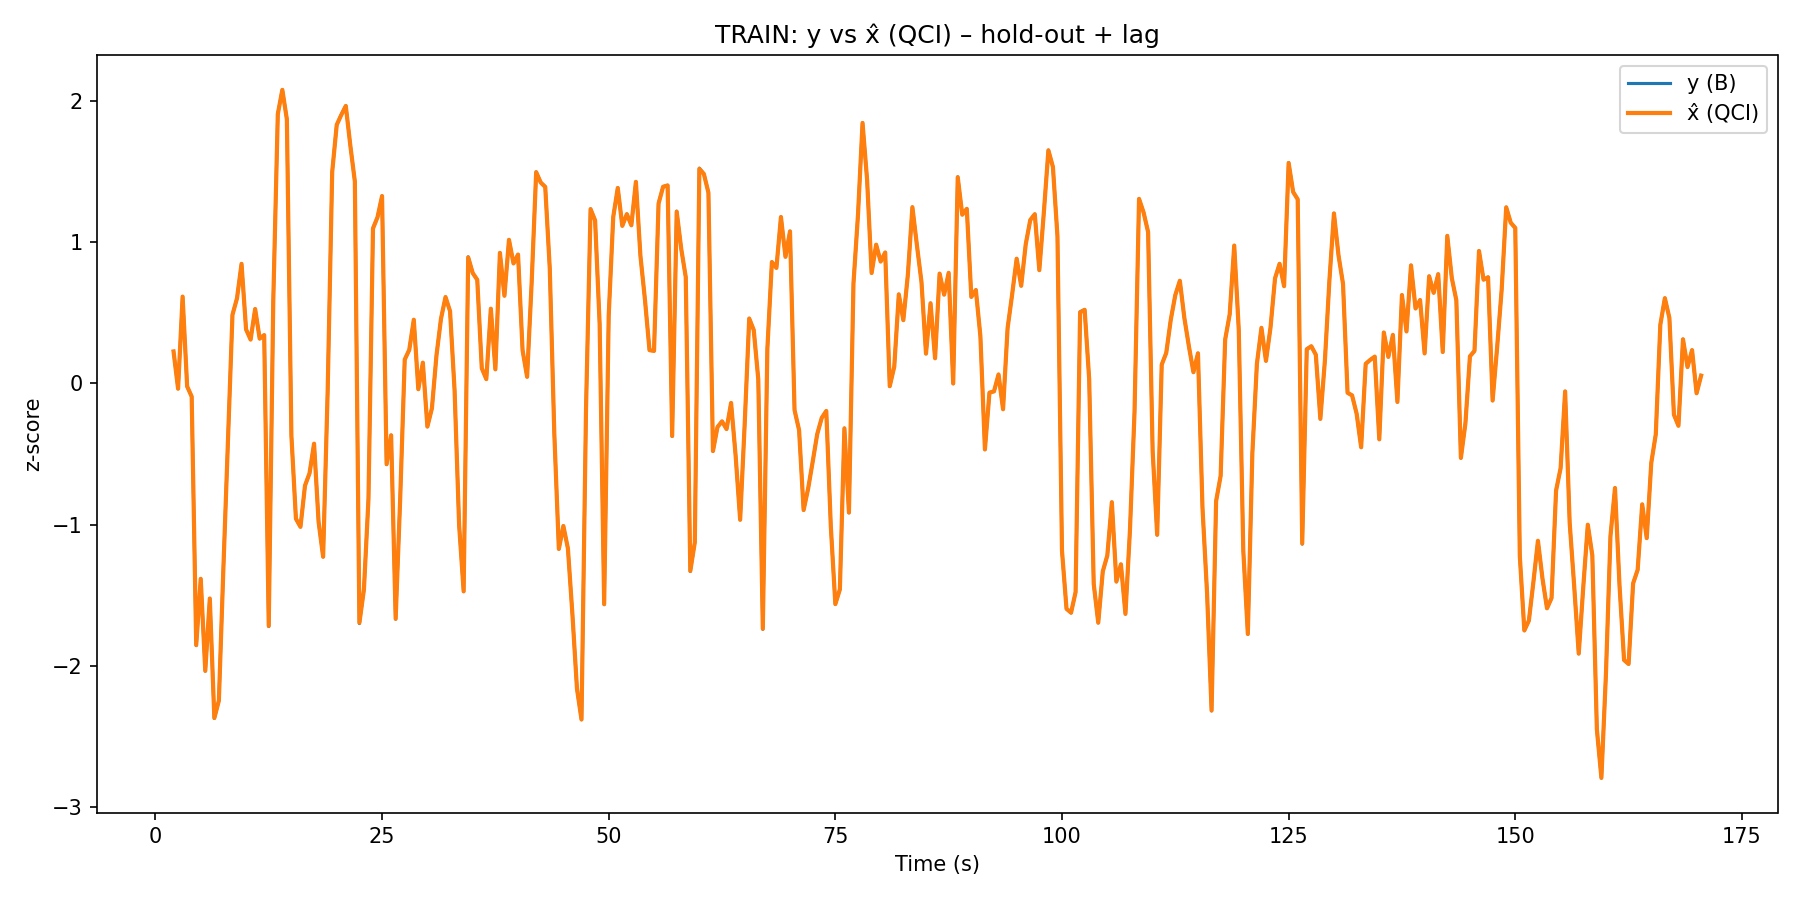 TRAIN: y vs x̂ (QCI) – hold-out + lag
y (B)
x̂ (QCI)
2
1
0
−1
−2
−3
z-score
0 25 50 75 100 125 150 175
Time (s)